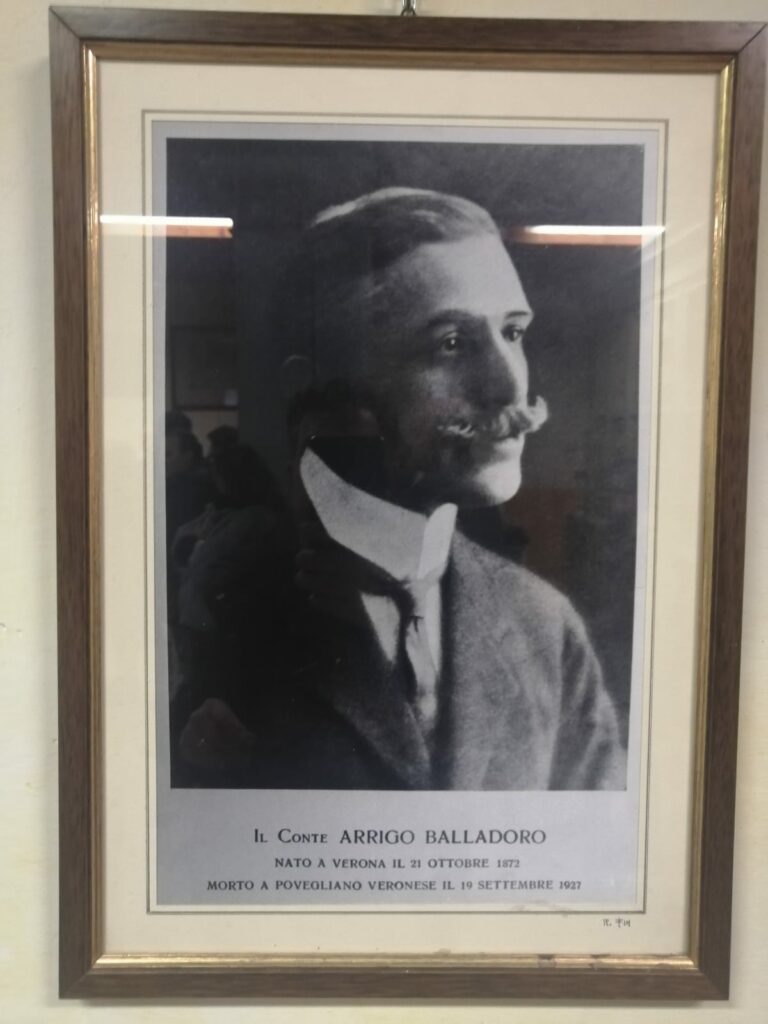 Il Conte ARRIGO BALLADORO
NATO A VERONA IL 21 OTTOBRE 1872
MORTO A POVEGLIANO VERONESE IL 19 SETTEMBRE 1927